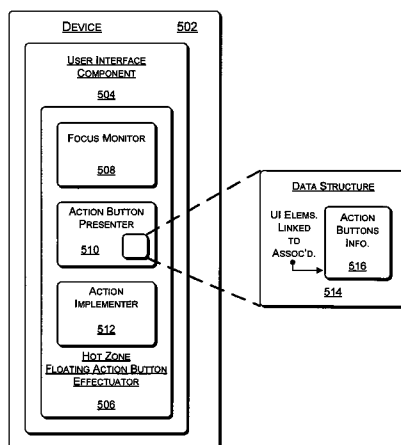 DEVICE 502
USER INTERFACE
COMPONENT
504
FOCUS MONITOR
508
ACTION BUTTON
PRESENTER
510
ACTION
IMPLEMENTER
512
HOT ZONE
FLOATING ACTION BUTTON
EFFECTUATOR
506
DATA STRUCTURE
UI ELEMS.
LINKED
TO
ASSOC'D.
ACTION
BUTTONS
INFO.
516
514